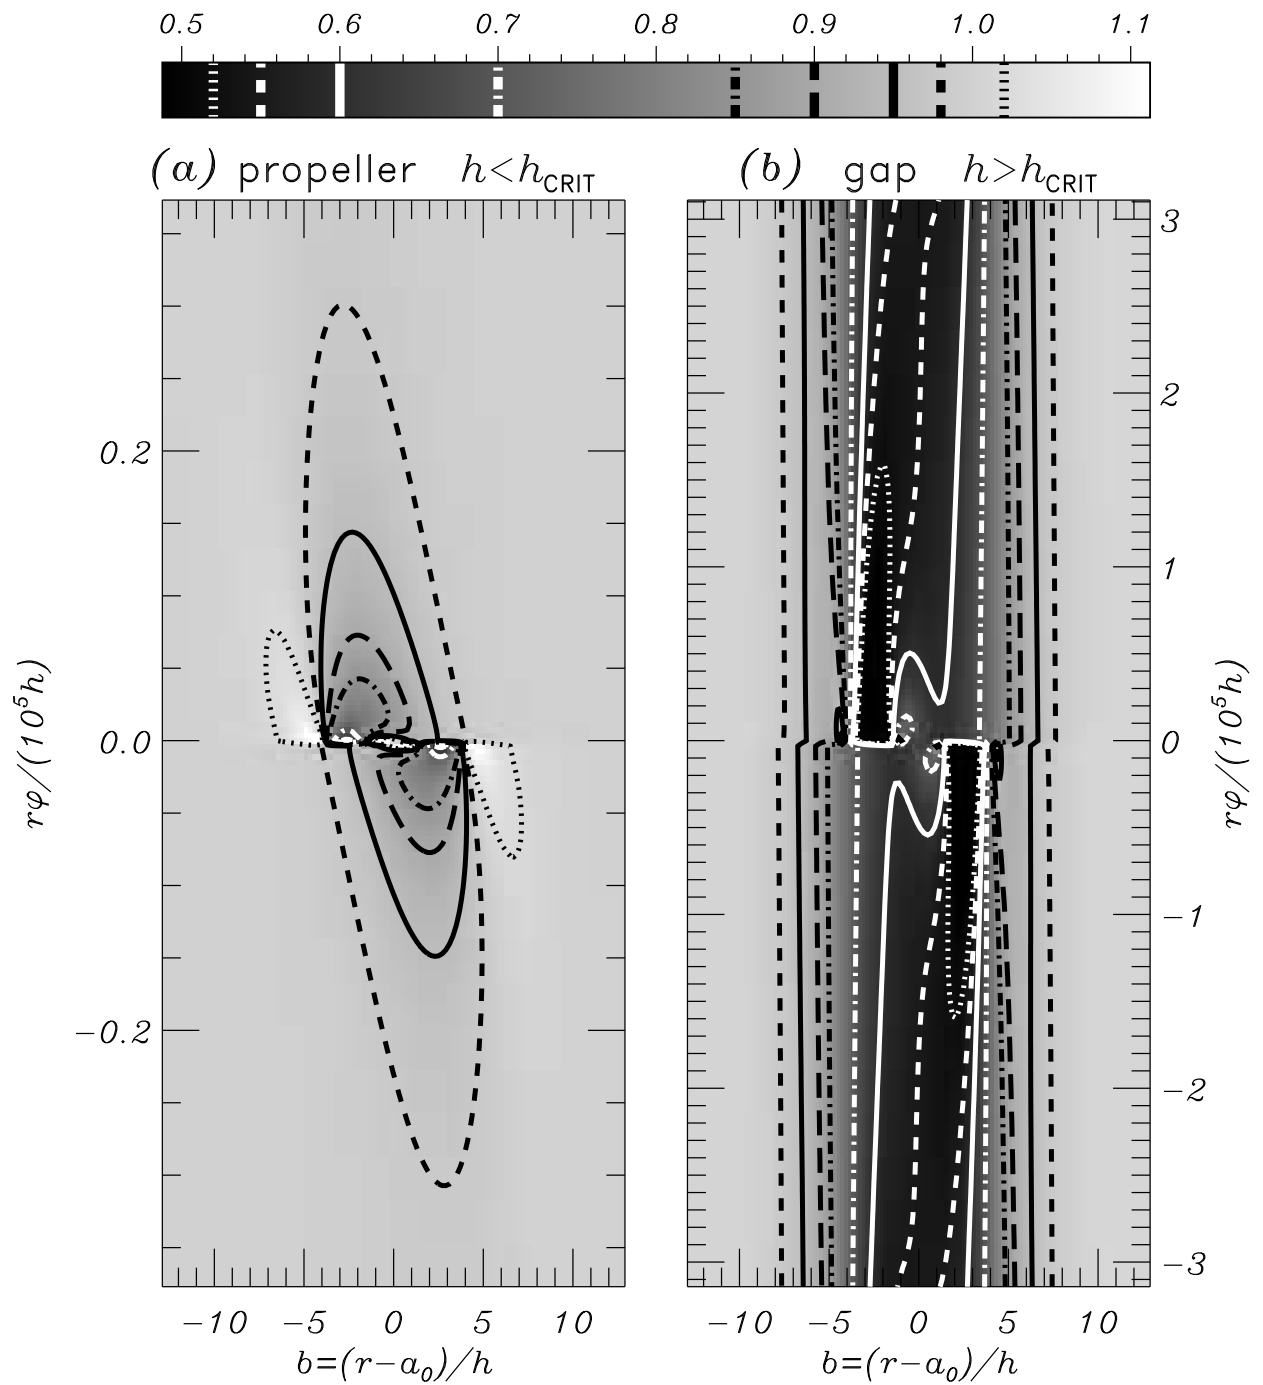 0.5 0.6 0.7 0.8 0.9 1.0 1.1
(a) propeller h<hCRIT
(b) gap h>hCRIT
0.2
0.0
−0.2
rφ/(10⁵h)
−10 −5 0 5 10
b=(r−a₀)/h
3
2
1
0
−1
−2
−3
rφ/(10⁵h)
−10 −5 0 5 10
b=(r−a₀)/h